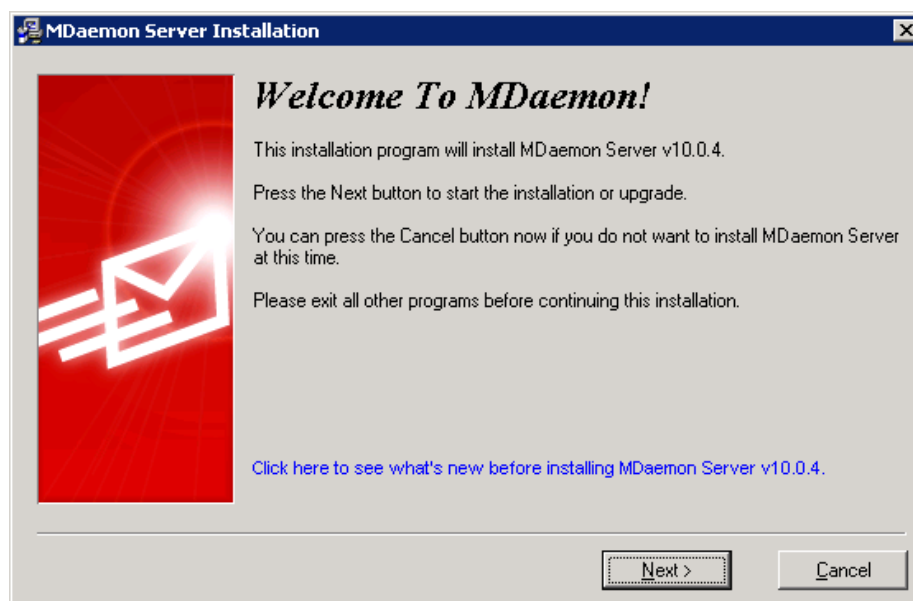 MDaemon Server Installation
Welcome To MDaemon!
This installation program will install MDaemon Server v10.0.4.
Press the Next button to start the installation or upgrade.
You can press the Cancel button now if you do not want to install MDaemon Server
at this time.
Please exit all other programs before continuing this installation.
Click here to see what's new before installing MDaemon Server v10.0.4.
Next >
Cancel